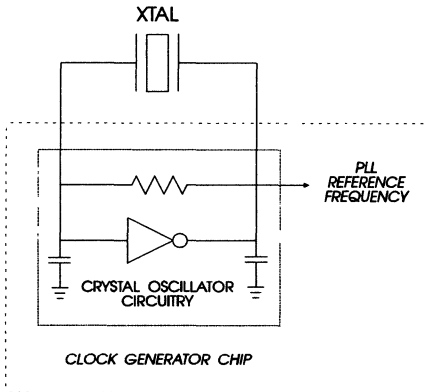 XTAL
PLL
REFERENCE
FREQUENCY
CRYSTAL OSCILLATOR
CIRCUITRY
CLOCK GENERATOR CHIP